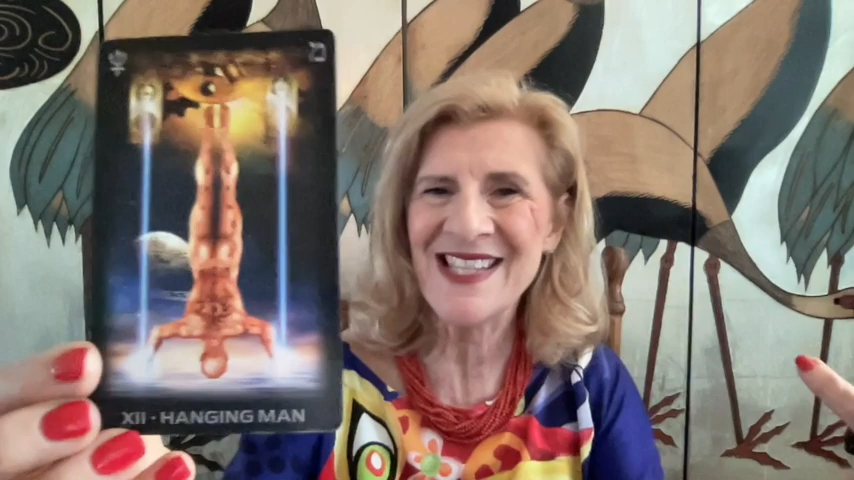 מ
XII · HANGING MAN